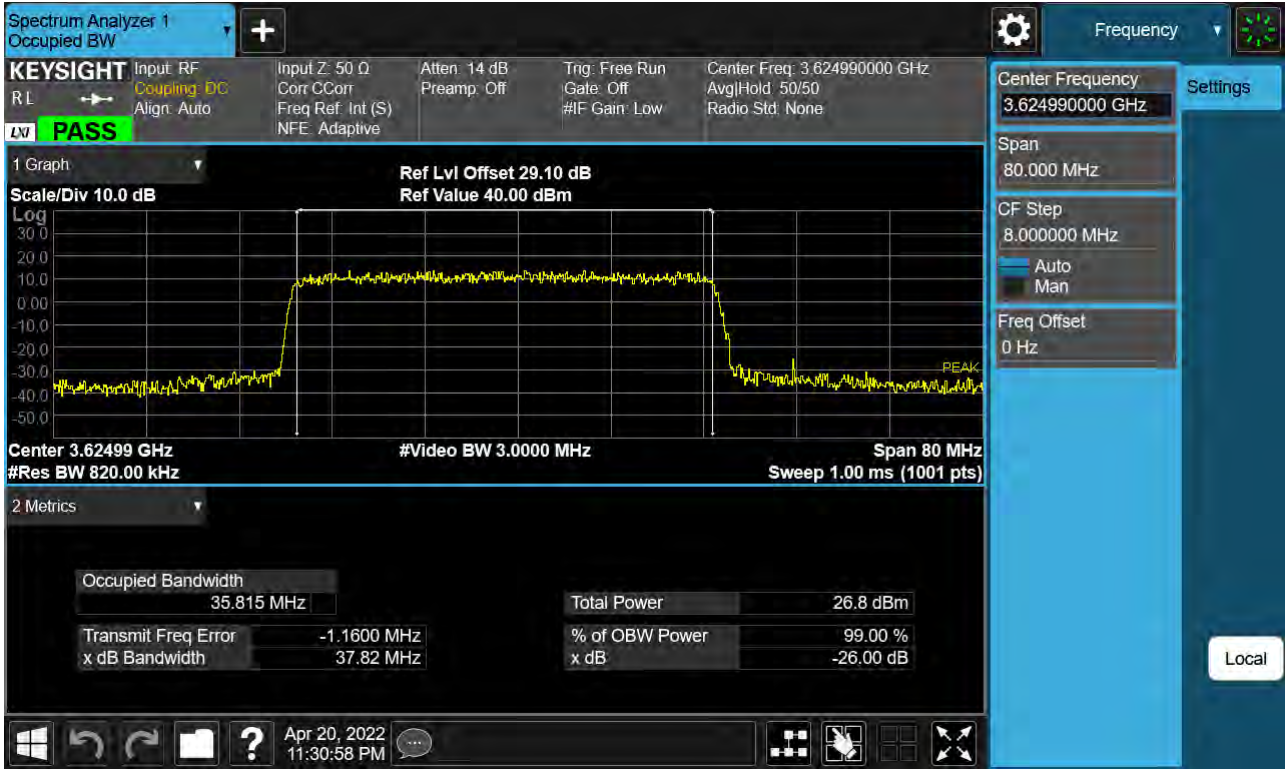 Spectrum Analyzer 1
Occupied BW
Frequency
KEYSIGHT
R L
LXI
PASS
Input: RF
Coupling: DC
Align: Auto
Input Z: 50 Ω
Corr CCorr
Freq Ref: Int (S)
NFE: Adaptive
Atten: 14 dB
Preamp: Off
Trig: Free Run
Gate: Off
#IF Gain: Low
Center Freq: 3.624990000 GHz
Avg|Hold: 50/50
Radio Std: None
1 Graph
Scale/Div 10.0 dB
Ref Lvl Offset 29.10 dB
Ref Value 40.00 dBm
Log
30.0
20.0
10.0
0.00
-10.0
-20.0
-30.0
-40.0
-50.0
PEAK
Center 3.62499 GHz
#Video BW 3.0000 MHz
Span 80 MHz
#Res BW 820.00 kHz
Sweep 1.00 ms (1001 pts)
2 Metrics
Occupied Bandwidth
35.815 MHz
Total Power 26.8 dBm
Transmit Freq Error -1.1600 MHz
% of OBW Power 99.00 %
x dB Bandwidth 37.82 MHz
x dB -26.00 dB
Center Frequency
3.624990000 GHz
Settings
Span
80.000 MHz
CF Step
8.000000 MHz
Auto
Man
Freq Offset
0 Hz
Local
?
Apr 20, 2022
11:30:58 PM